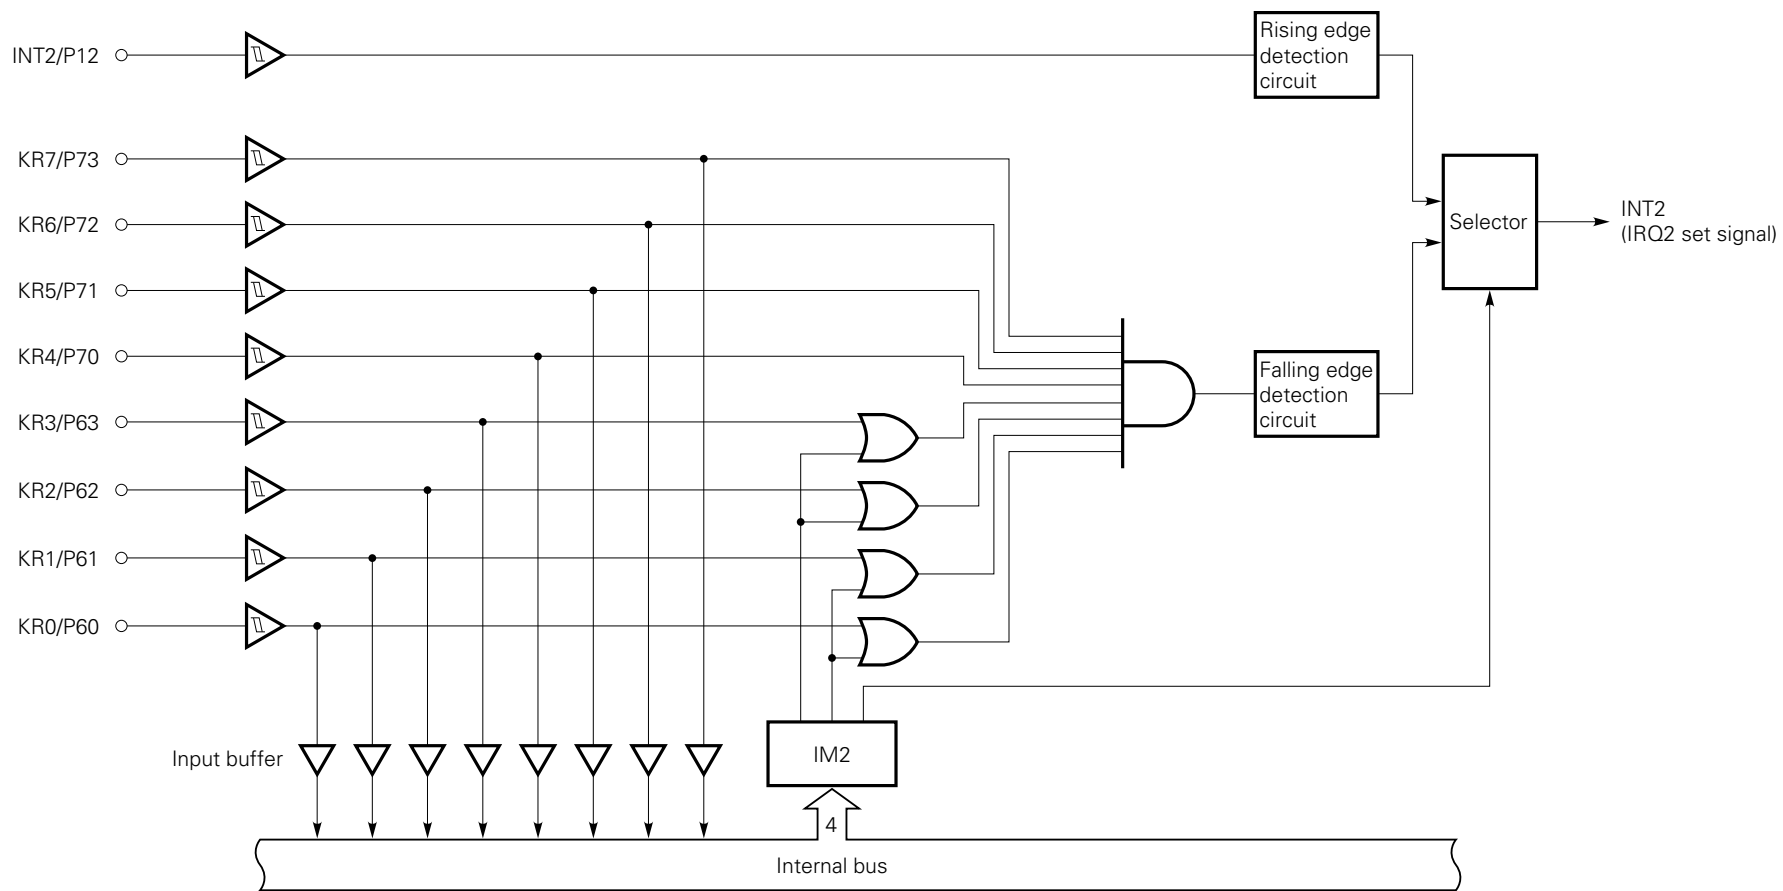 INT2/P12
Rising edge
detection
circuit
KR7/P73
KR6/P72
KR5/P71
KR4/P70
KR3/P63
KR2/P62
KR1/P61
KR0/P60
Selector
INT2
(IRQ2 set signal)
Falling edge
detection
circuit
Input buffer
IM2
4
Internal bus